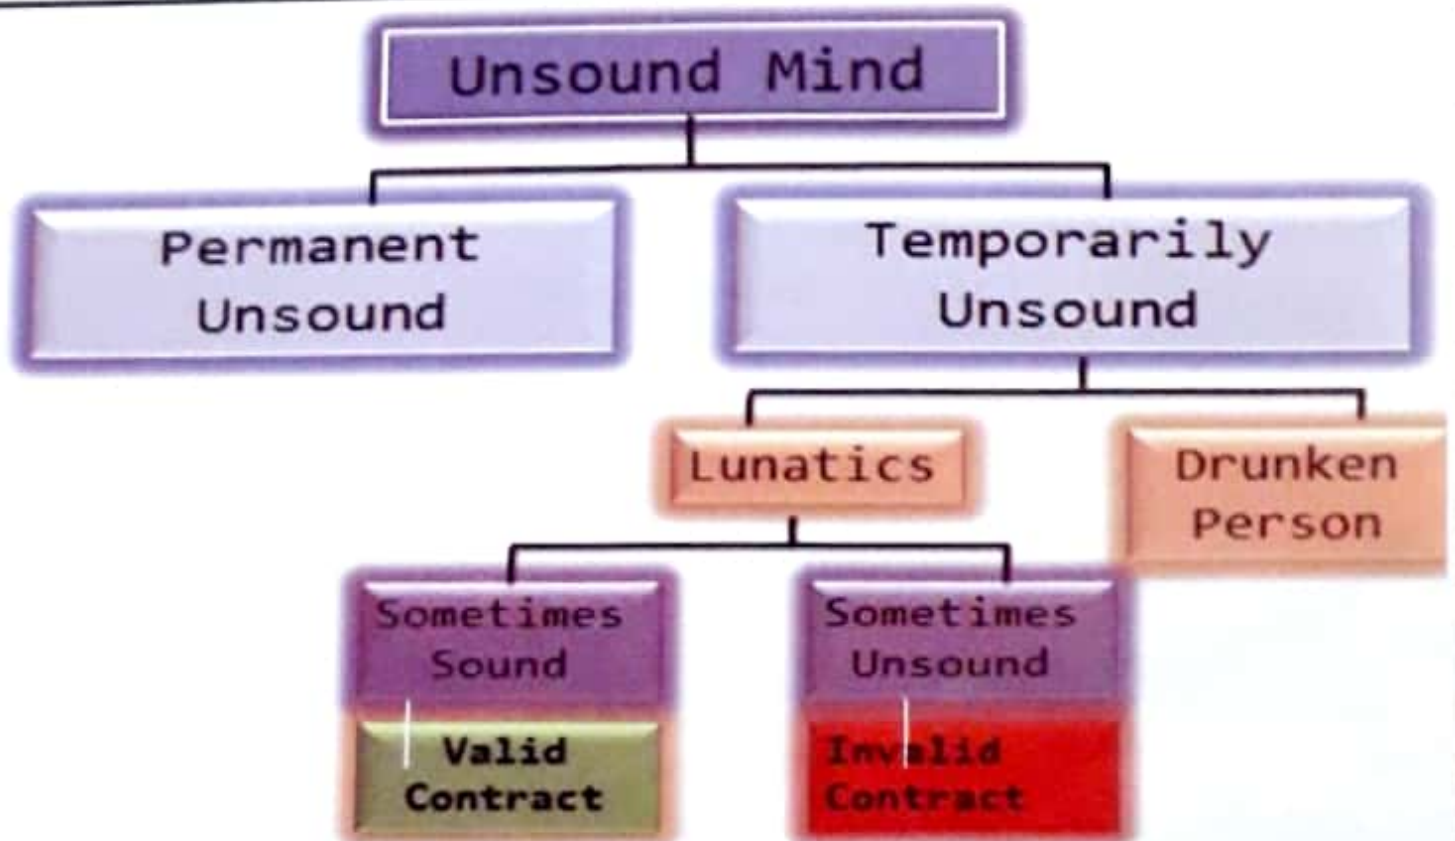 Unsound Mind
Permanent
Unsound
Temporarily
Unsound
Lunatics
Drunken
Person
Sometimes
Sound
Sometimes
Unsound
Valid
Contract
Invalid
Contract